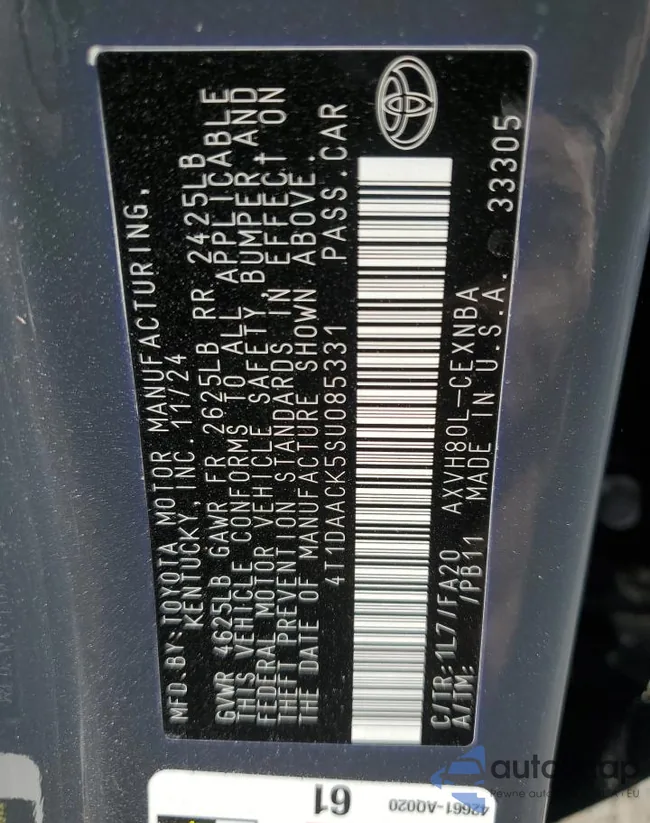 MFD.BY:TOYOTA MOTOR MANUFACTURING,
KENTUCKY, INC. 11/24
GVWR 4625LB GAWR FR 2625LB RR 2425LB
THIS VEHICLE CONFORMS TO ALL APPLICABLE
FEDERAL MOTOR VEHICLE SAFETY, BUMPER, AND
THEFT PREVENTION STANDARDS IN EFFECT ON
THE DATE OF MANUFACTURE SHOWN ABOVE.
4T1DAACK5SU085331 PASS.CAR
C/TR:1L7/FA20 AXVH80L-CEXNBA 33305
A/TM: /PB11 MADE IN U.S.A.
61
42661-AQ020